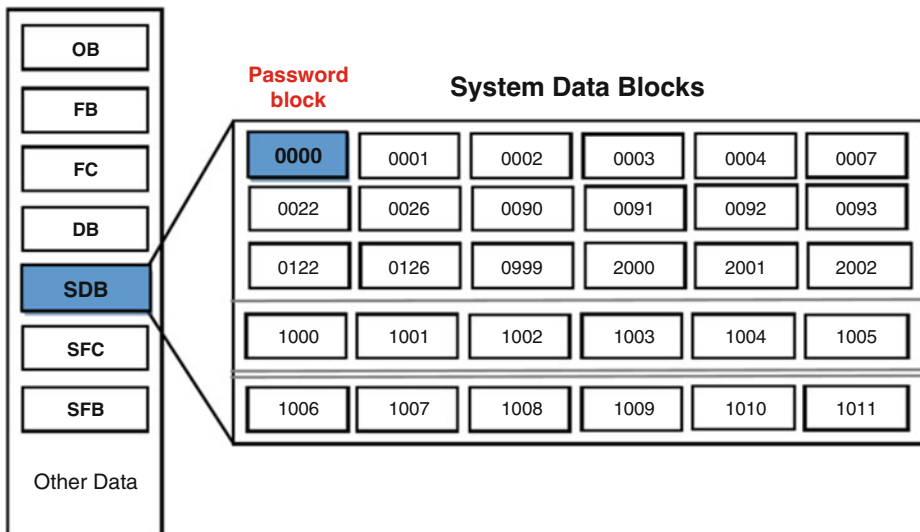 OB
FB
FC
DB
SDB
SFC
SFB
Other Data
Password
block
System Data Blocks
0000 0001 0002 0003 0004 0007
0022 0026 0090 0091 0092 0093
0122 0126 0999 2000 2001 2002
1000 1001 1002 1003 1004 1005
1006 1007 1008 1009 1010 1011